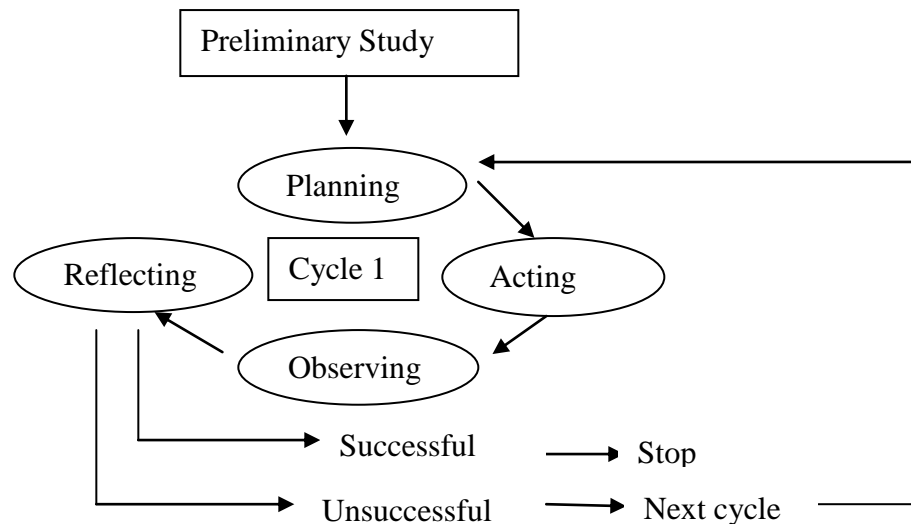 Preliminary Study
Planning
Reflecting
Cycle 1
Acting
Observing
Successful
Stop
Unsuccessful
Next cycle